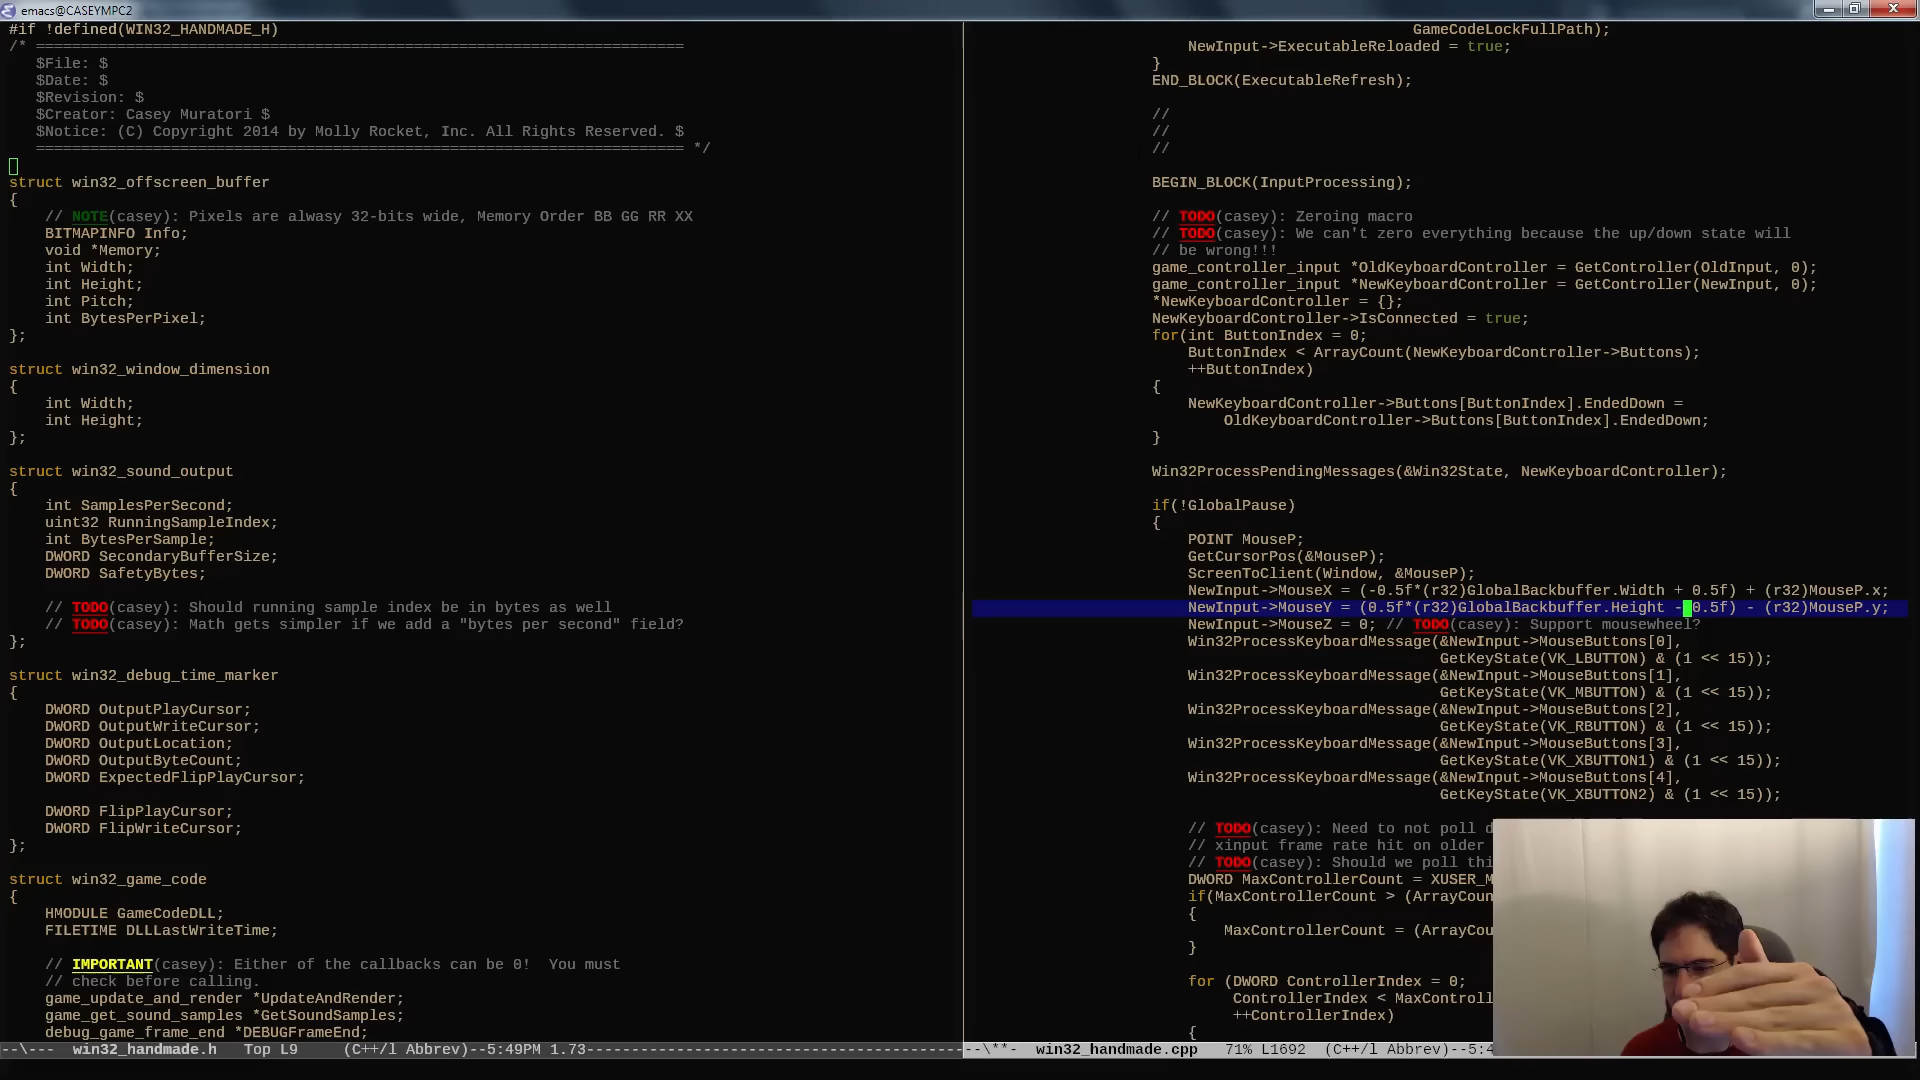 emacs@CASEYMPC2
#if !defined(WIN32_HANDMADE_H)
/* ========================================================================
$File: $
$Date: $
$Revision: $
$Creator: Casey Muratori $
$Notice: (C) Copyright 2014 by Molly Rocket, Inc. All Rights Reserved. $
======================================================================== */
struct win32_offscreen_buffer
{
// NOTE(casey): Pixels are alwasy 32-bits wide, Memory Order BB GG RR XX
BITMAPINFO Info;
void *Memory;
int Width;
int Height;
int Pitch;
int BytesPerPixel;
};
struct win32_window_dimension
{
int Width;
int Height;
};
struct win32_sound_output
{
int SamplesPerSecond;
uint32 RunningSampleIndex;
int BytesPerSample;
DWORD SecondaryBufferSize;
DWORD SafetyBytes;
// TODO(casey): Should running sample index be in bytes as well
// TODO(casey): Math gets simpler if we add a "bytes per second" field?
};
struct win32_debug_time_marker
{
DWORD OutputPlayCursor;
DWORD OutputWriteCursor;
DWORD OutputLocation;
DWORD OutputByteCount;
DWORD ExpectedFlipPlayCursor;
DWORD FlipPlayCursor;
DWORD FlipWriteCursor;
};
struct win32_game_code
{
HMODULE GameCodeDLL;
FILETIME DLLLastWriteTime;
// IMPORTANT(casey): Either of the callbacks can be 0!  You must
// check before calling.
game_update_and_render *UpdateAndRender;
game_get_sound_samples *GetSoundSamples;
debug_game_frame_end *DEBUGFrameEnd;
--\---  win32_handmade.h   Top L9     (C++/l Abbrev)--5:49PM 1.73
GameCodeLockFullPath);
NewInput->ExecutableReloaded = true;
}
END_BLOCK(ExecutableRefresh);
//
//
//
BEGIN_BLOCK(InputProcessing);
// TODO(casey): Zeroing macro
// TODO(casey): We can't zero everything because the up/down state will
// be wrong!!!
game_controller_input *OldKeyboardController = GetController(OldInput, 0);
game_controller_input *NewKeyboardController = GetController(NewInput, 0);
*NewKeyboardController = {};
NewKeyboardController->IsConnected = true;
for(int ButtonIndex = 0;
ButtonIndex < ArrayCount(NewKeyboardController->Buttons);
++ButtonIndex)
{
NewKeyboardController->Buttons[ButtonIndex].EndedDown =
OldKeyboardController->Buttons[ButtonIndex].EndedDown;
}
Win32ProcessPendingMessages(&Win32State, NewKeyboardController);
if(!GlobalPause)
{
POINT MouseP;
GetCursorPos(&MouseP);
ScreenToClient(Window, &MouseP);
NewInput->MouseX = (-0.5f*(r32)GlobalBackbuffer.Width + 0.5f) + (r32)MouseP.x;
NewInput->MouseY = (0.5f*(r32)GlobalBackbuffer.Height - 0.5f) - (r32)MouseP.y;
NewInput->MouseZ = 0; // TODO(casey): Support mousewheel?
Win32ProcessKeyboardMessage(&NewInput->MouseButtons[0],
GetKeyState(VK_LBUTTON) & (1 << 15));
Win32ProcessKeyboardMessage(&NewInput->MouseButtons[1],
GetKeyState(VK_MBUTTON) & (1 << 15));
Win32ProcessKeyboardMessage(&NewInput->MouseButtons[2],
GetKeyState(VK_RBUTTON) & (1 << 15));
Win32ProcessKeyboardMessage(&NewInput->MouseButtons[3],
GetKeyState(VK_XBUTTON1) & (1 << 15));
Win32ProcessKeyboardMessage(&NewInput->MouseButtons[4],
GetKeyState(VK_XBUTTON2) & (1 << 15));
// TODO(casey): Need to not poll d
// xinput frame rate hit on older
// TODO(casey): Should we poll thi
DWORD MaxControllerCount = XUSER_M
if(MaxControllerCount > (ArrayCoun
{
MaxControllerCount = (ArrayCou
}
for (DWORD ControllerIndex = 0;
ControllerIndex < MaxControll
++ControllerIndex)
{
--\**-  win32_handmade.cpp   71% L1692  (C++/l Abbrev)--5:4